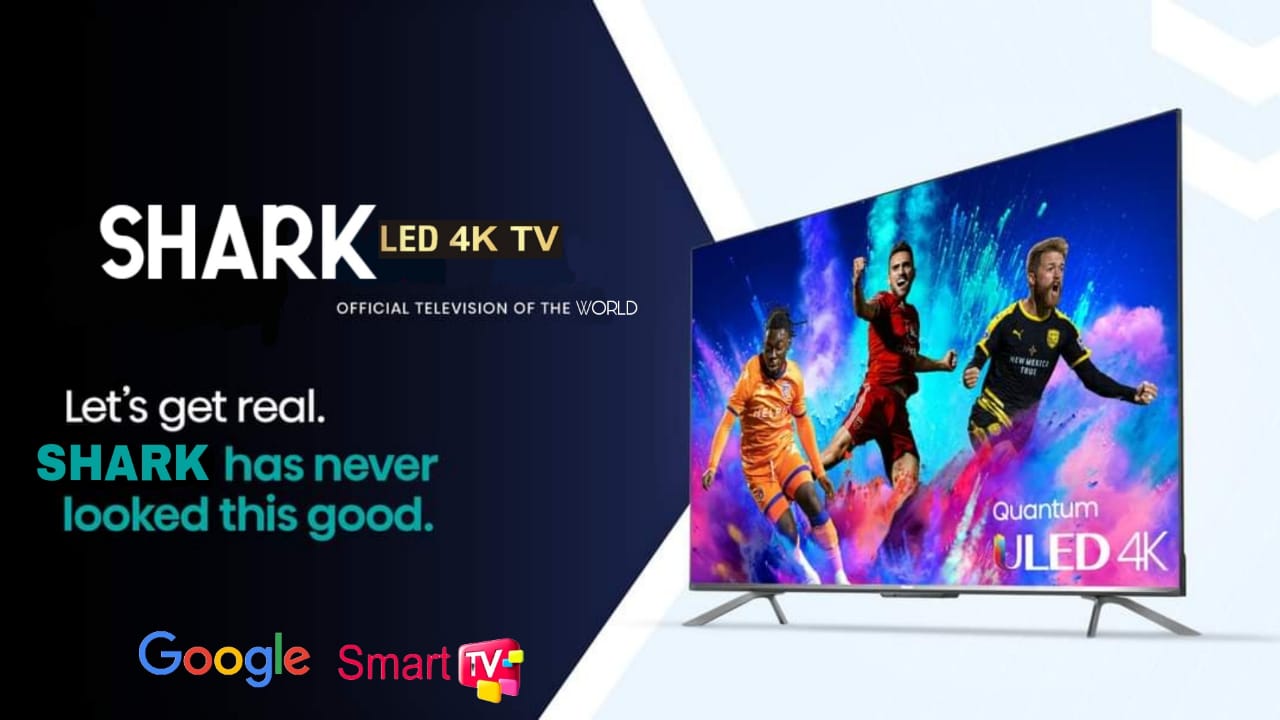 SHARK LED 4K TV
OFFICIAL TELEVISION OF THE WORLD
Let's get real.
SHARK has never
looked this good.
Google Smart TV
NEW MEXICO
TRUE
Quantum
ULED 4K